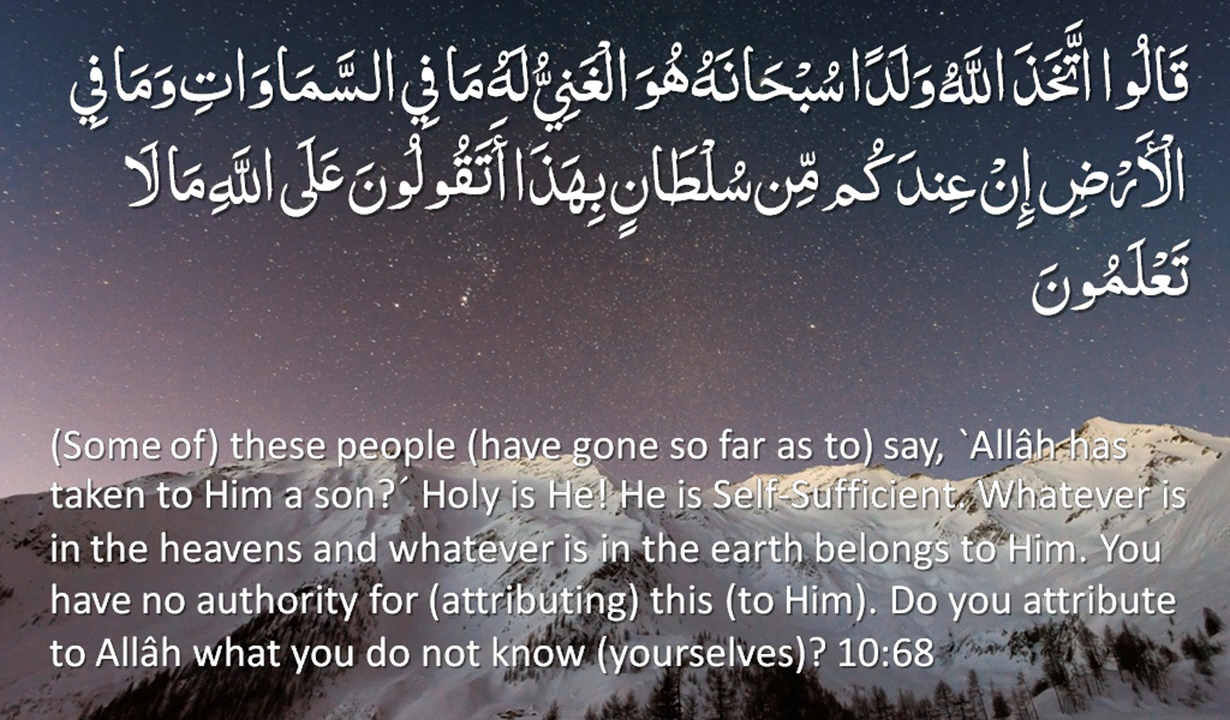 قَالُوا اتَّخَذَ اللَّهُ وَلَدًا سُبْحَانَهُ هُوَ الْغَنِيُّ لَهُ مَا فِي السَّمَاوَاتِ وَمَا فِي
الْأَرْضِ إِنْ عِندَكُم مِّن سُلْطَانٍ بِهَذَا أَتَقُولُونَ عَلَى اللَّهِ مَا لَا
تَعْلَمُونَ
(Some of) these people (have gone so far as to) say, `Allâh has
taken to Him a son?´ Holy is He! He is Self-Sufficient. Whatever is
in the heavens and whatever is in the earth belongs to Him. You
have no authority for (attributing) this (to Him). Do you attribute
to Allâh what you do not know (yourselves)? 10:68